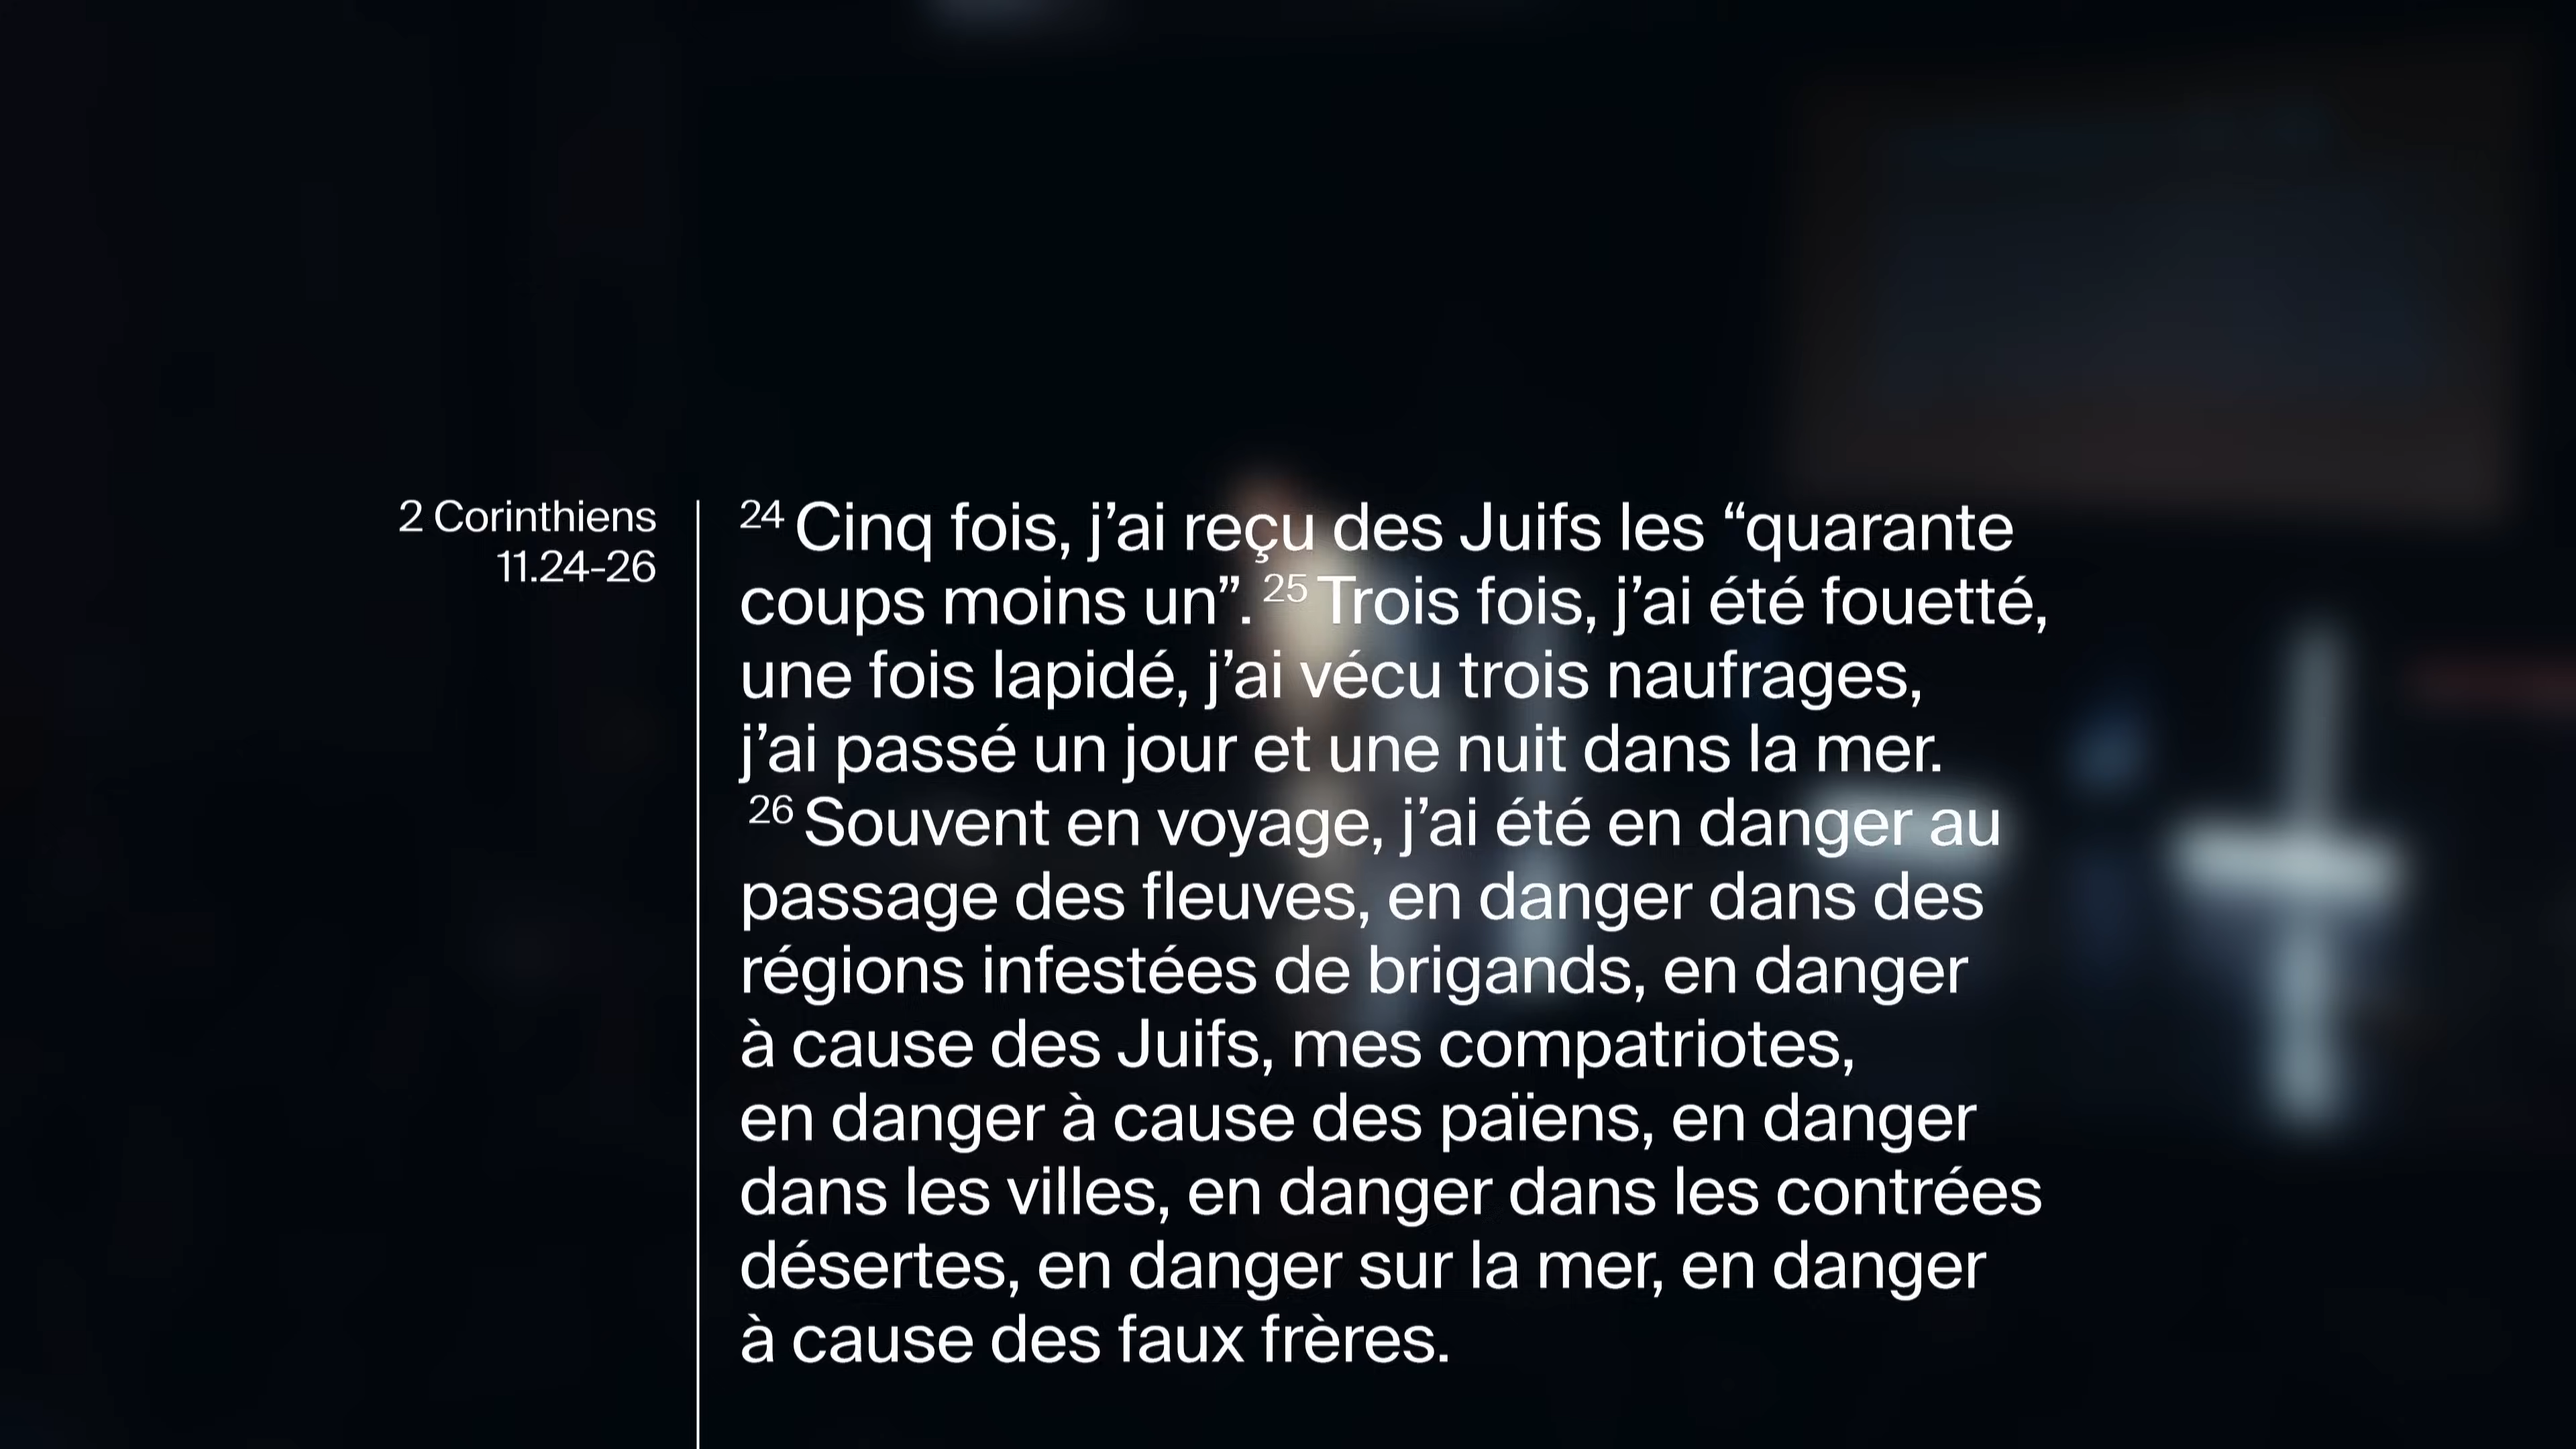 2 Corinthiens
11.24-26
24 Cinq fois, j’ai reçu des Juifs les “quarante
coups moins un”. 25 Trois fois, j’ai été fouetté,
une fois lapidé, j’ai vécu trois naufrages,
j’ai passé un jour et une nuit dans la mer.
26 Souvent en voyage, j’ai été en danger au
passage des fleuves, en danger dans des
régions infestées de brigands, en danger
à cause des Juifs, mes compatriotes,
en danger à cause des païens, en danger
dans les villes, en danger dans les contrées
désertes, en danger sur la mer, en danger
à cause des faux frères.